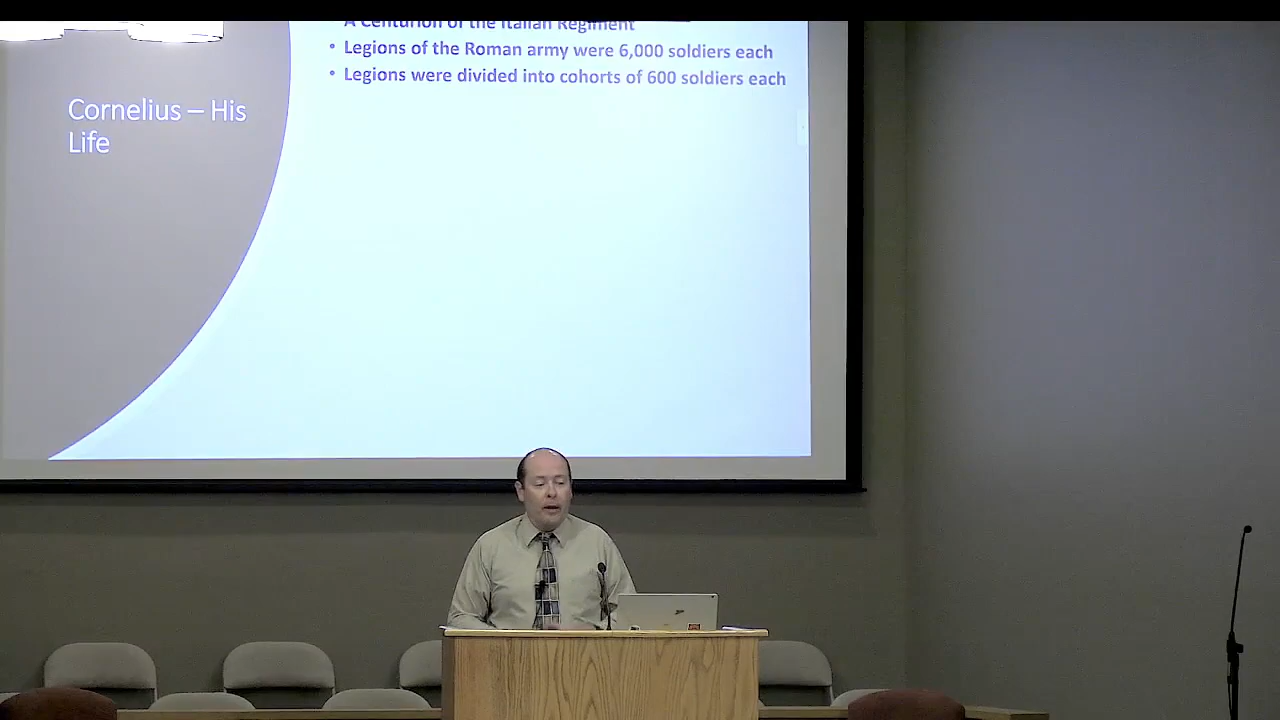 A Centurion of the Italian Regiment
• Legions of the Roman army were 6,000 soldiers each
• Legions were divided into cohorts of 600 soldiers each
Cornelius – His
Life